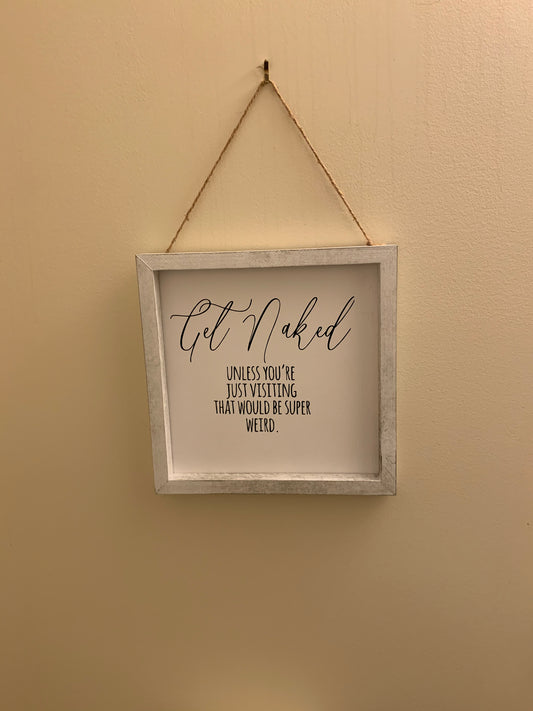 Get Naked
UNLESS YOU'RE
JUST VISITING
THAT WOULD BE SUPER
WEIRD.